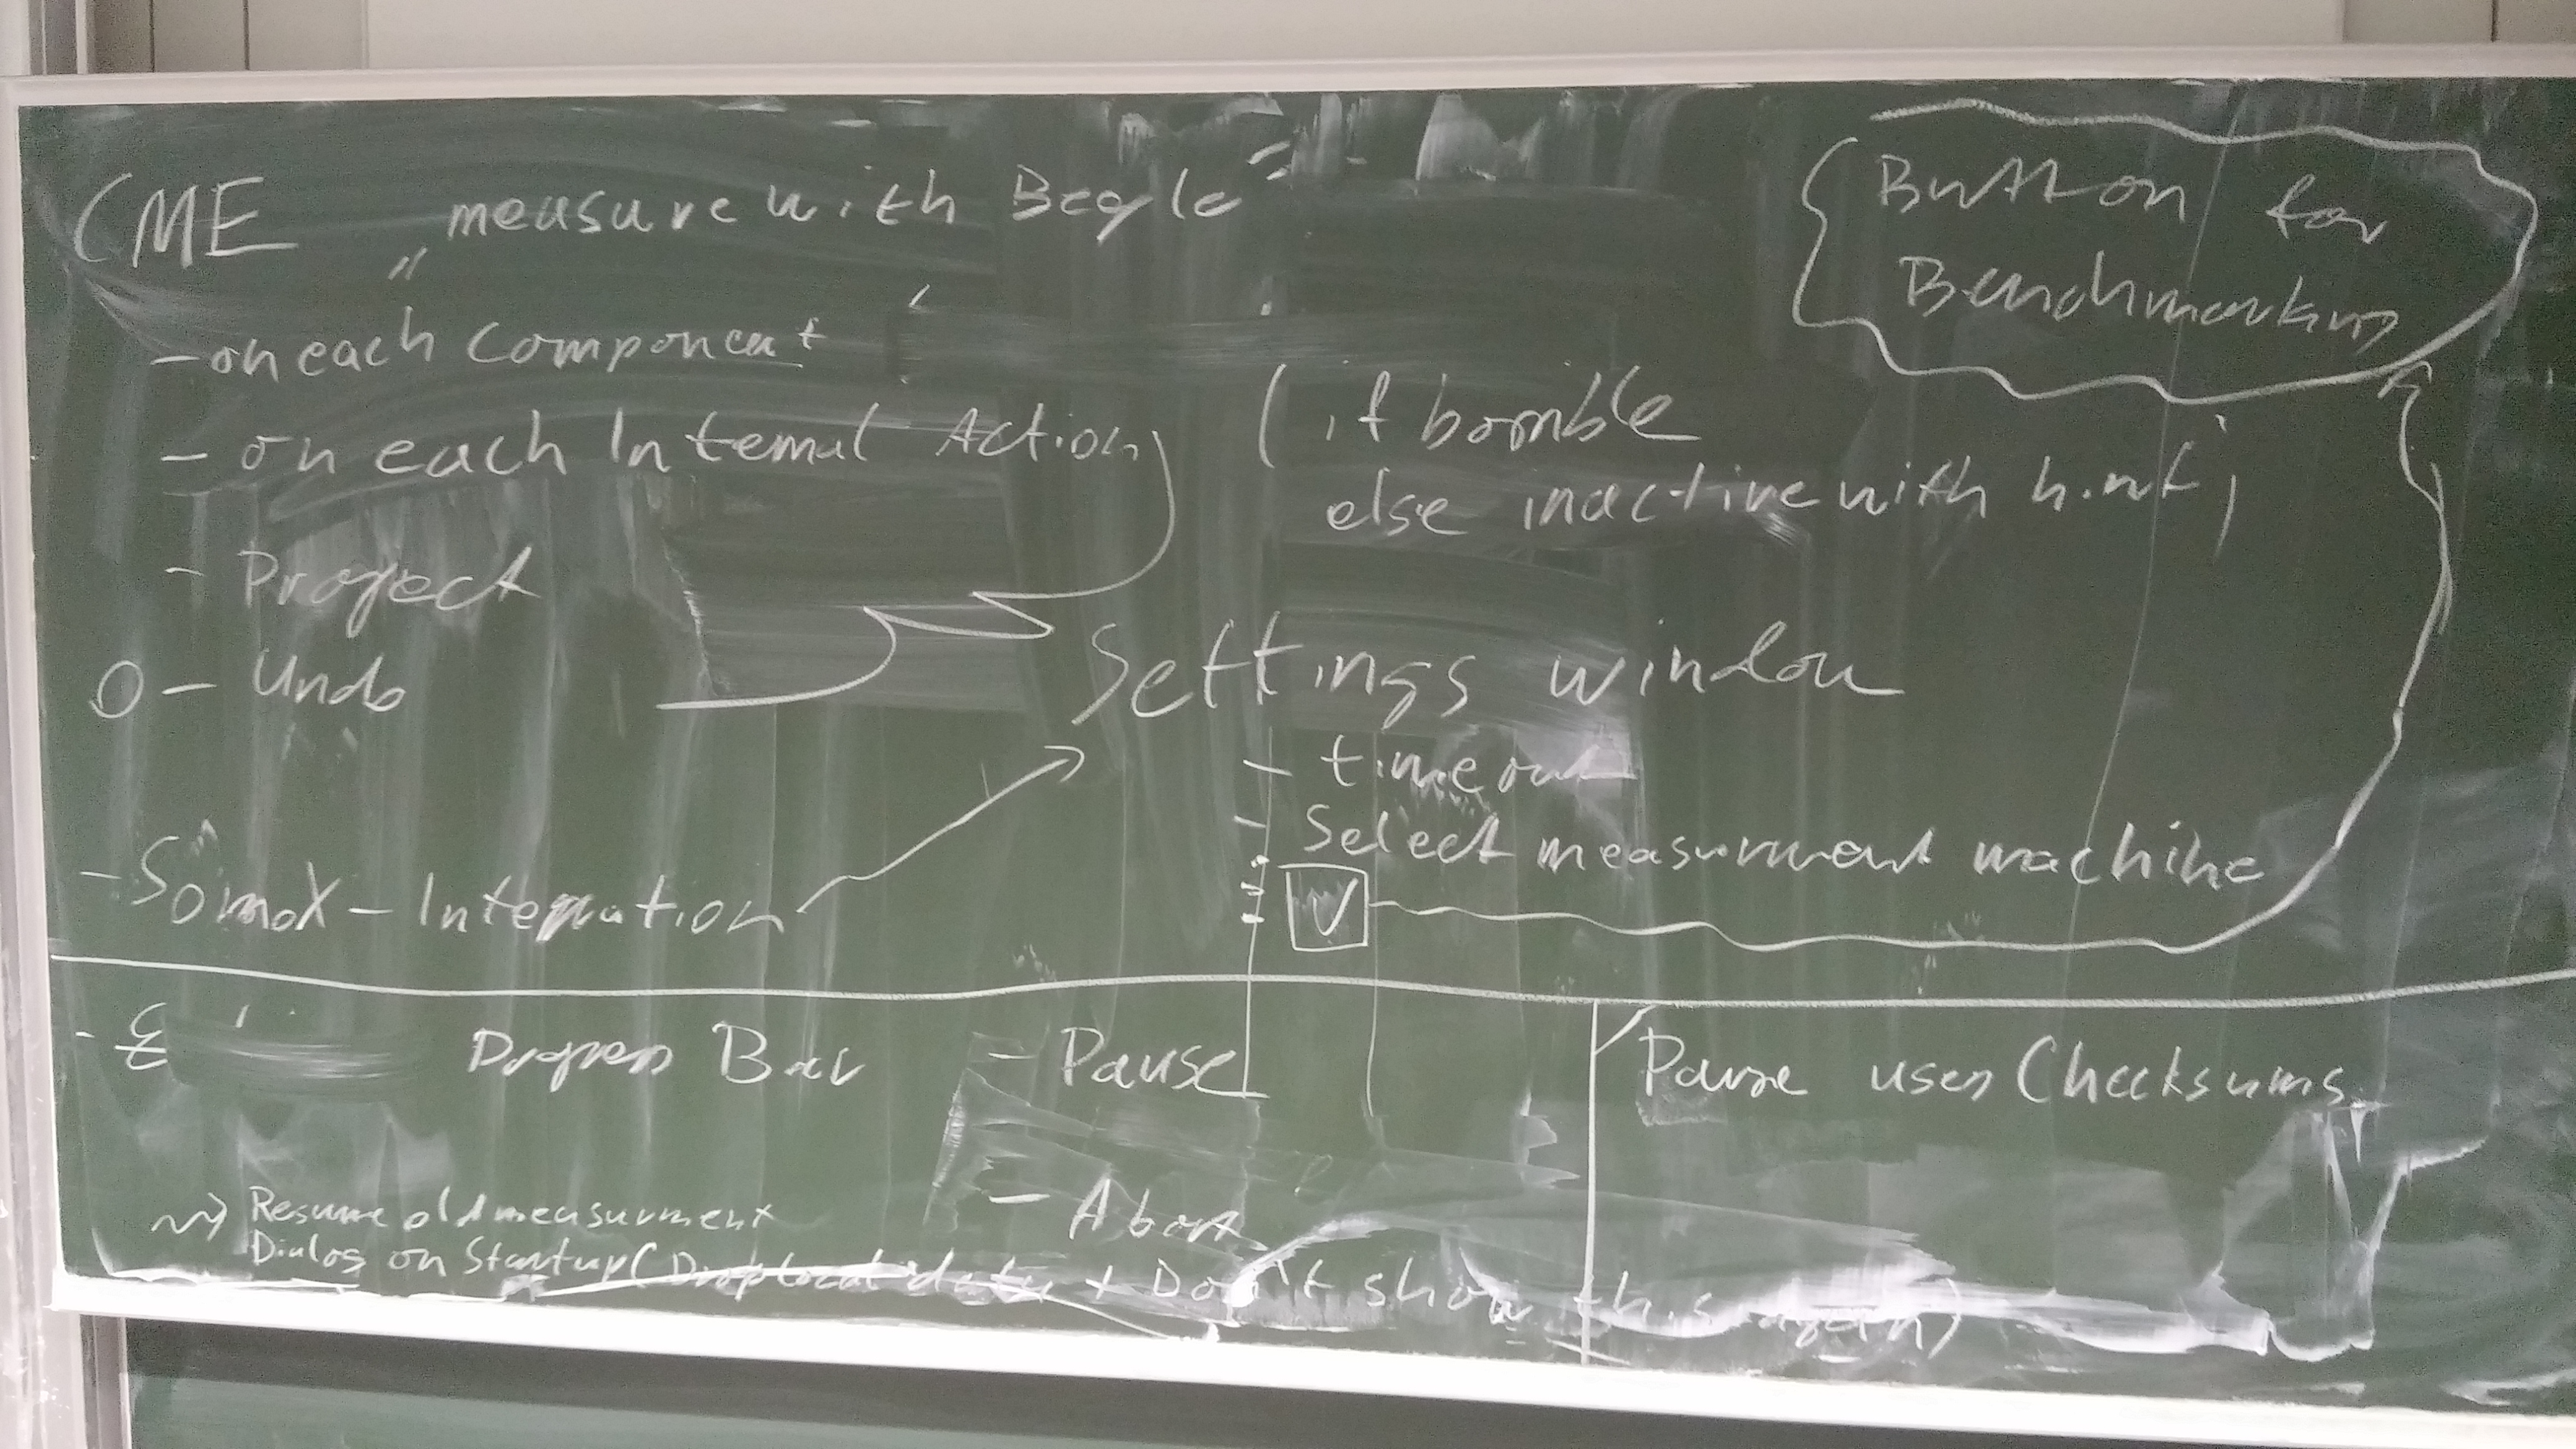 CME „measure with Beagle“
- on each Component
- on each Internal Action
- Project
O - Undo
- SomoX - Integration
Button for
Benchmarking
( if possible
else inactive with hint )
Settings window
- timeout
- Select measurement machine
- Progress Bar
- Pause
- Abort
Pause uses Checksums
~> Resume old measurement
Dialog on Startup ( Drop local data + Don't show this again)